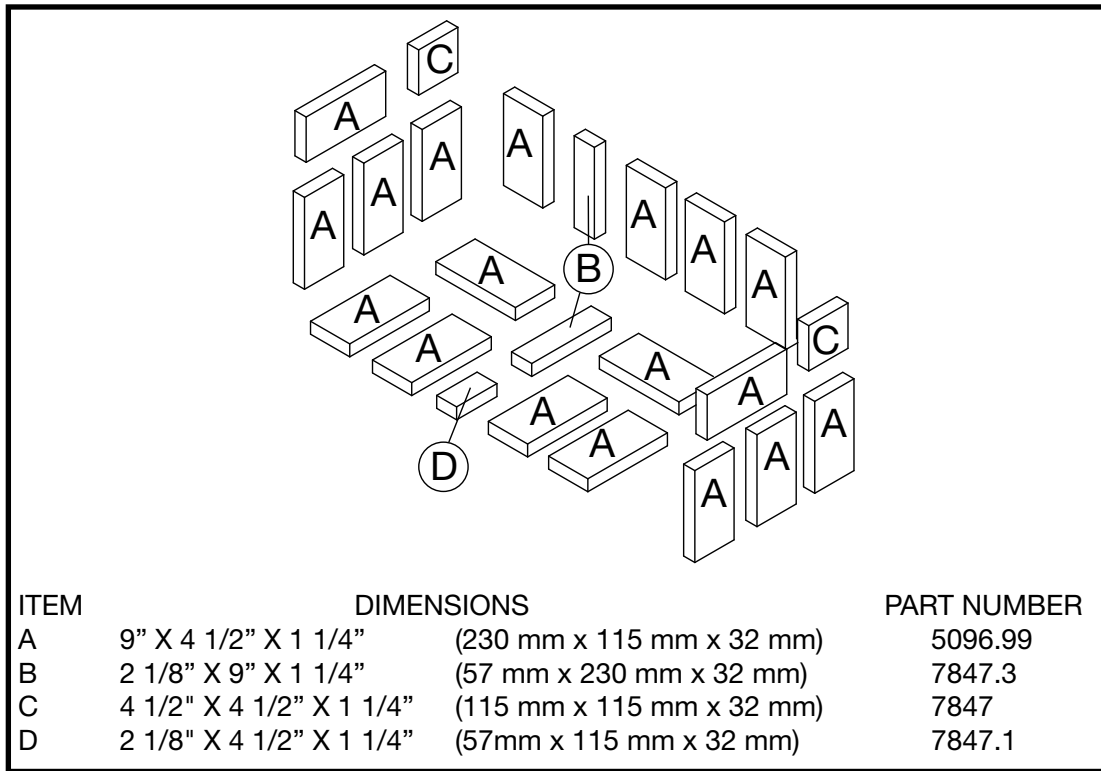 C
A
A
A
A
A
A
A
A
B
A
A
C
A
A
A
A
A
A
A
D
A
ITEM DIMENSIONS PART NUMBER
A 9” X 4 1/2” X 1 1/4” (230 mm x 115 mm x 32 mm) 5096.99
B 2 1/8” X 9” X 1 1/4” (57 mm x 230 mm x 32 mm) 7847.3
C 4 1/2" X 4 1/2” X 1 1/4” (115 mm x 115 mm x 32 mm) 7847
D 2 1/8" X 4 1/2” X 1 1/4” (57mm x 115 mm x 32 mm) 7847.1